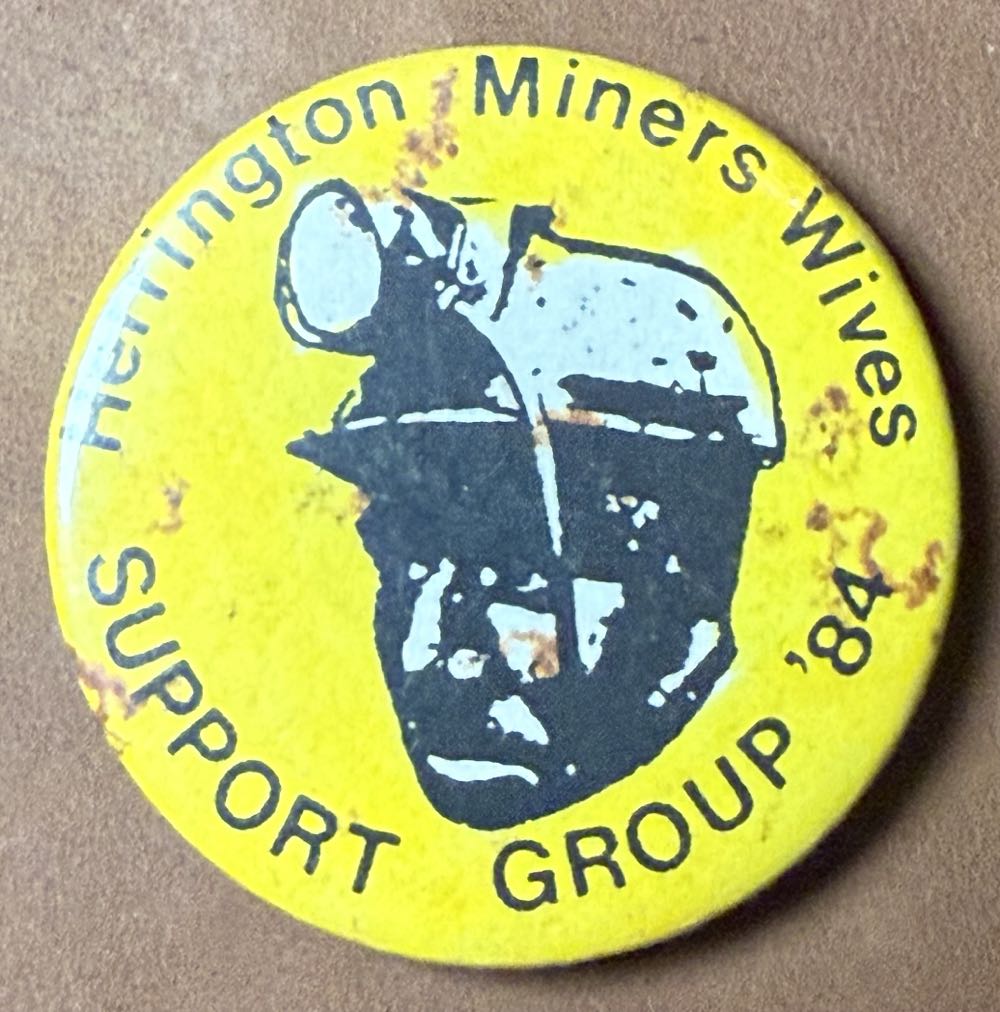 Herrington Miners Wives
SUPPORT GROUP '84